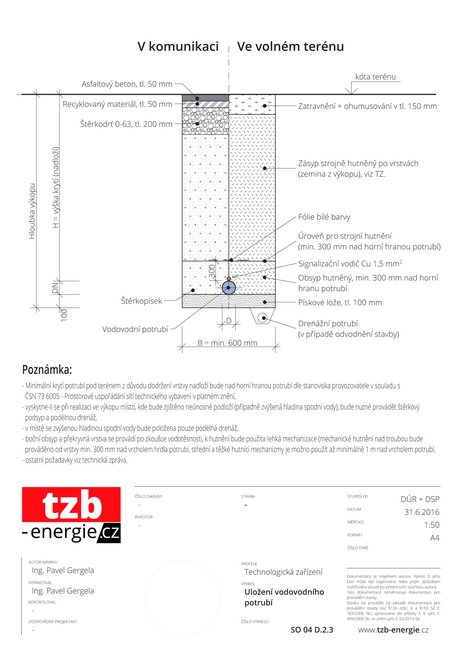 V komunikaci
Ve volném terénu
kóta terénu
Asfaltový beton, tl. 50 mm
Recyklovaný materiál, tl. 50 mm
Štěrkodrť 0-63, tl. 200 mm
Zatravnění + ohumusování v tl. 150 mm
Zásyp strojně hutněný po vrstvách
(zemina z výkopu), viz TZ.
Hloubka výkopu
H = výška krytí (nadloží)
Fólie bílé barvy
Úroveň pro strojní hutnění
(min. 300 mm nad horní hranou potrubí)
300
Signalizační vodič Cu 1,5 mm²
Obsyp hutněný, min. 300 mm nad horní
hranu potrubí
DN
Štěrkopísek
Pískové lože, tl. 100 mm
100
Vodovodní potrubí
D
Drenážní potrubí
(v případě odvodnění stavby)
B = min. 600 mm
Poznámka:
- Minimální krytí potrubí pod terénem z důvodu dodržení vrstvy nadloží bude nad horní hranou potrubí dle stanoviska provozovatele v souladu s
ČSN 73 6005 - Prostorové uspořádání sítí technického vybavení v platném znění,
- vyskytne-li se při realizaci ve výkopu místo, kde bude zjištěno neúnosné podloží (případně zvýšená hladina spodní vody), bude nutné provádět štěrkový
podsyp a podélnou drenáž,
- v místě se zvýšenou hladinou spodní vody bude položena pouze podélná drenáž,
- boční obsyp a překryvná vrstva se provádí po zkoušce vodotěsnosti, k hutnění bude použita lehká mechanizace (mechanické hutnění nad troubou bude
prováděno od vrstvy min. 300 mm nad vrcholem hrdla potrubí, střední a těžké hutnící mechanizmy je možno použít až minimálně 1 m nad vrcholem potrubí,
- ostatní požadavky viz technická zpráva.
tzb
-energie.cz
ČÍSLO ZAKÁZKY
-
INVESTOR
-
STAVBA
-
STUPEŇ PD
DÚR + DSP
DATUM
31.6.2016
MĚŘÍTKO
1:50
FORMÁT
A4
ČÍSLO PARÉ
AUTOR NÁVRHU
Ing. Pavel Gergela
VYPRACOVAL
Ing. Pavel Gergela
KONTROLOVAL
-
ZODPOVĚDNÝ PROJEKTANT
-
PROFESE
Technologická zařízení
VÝKRES
Uložení vodovodního
potrubí
ČÍSLO VÝKRESU
SO 04 D.2.3
www.tzb-energie.cz